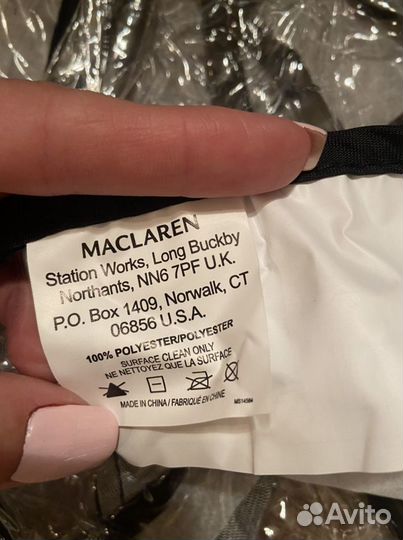 MACLAREN
Station Works, Long Buckby
Northants, NN6 7PF U.K.
P.O. Box 1409, Norwalk, CT
06856 U.S.A.
100% POLYESTER/POLYESTER
SURFACE CLEAN ONLY
NE NETTOYEZ QUE LA SURFACE
MADE IN CHINA / FABRIQUÉ EN CHINE
Avito